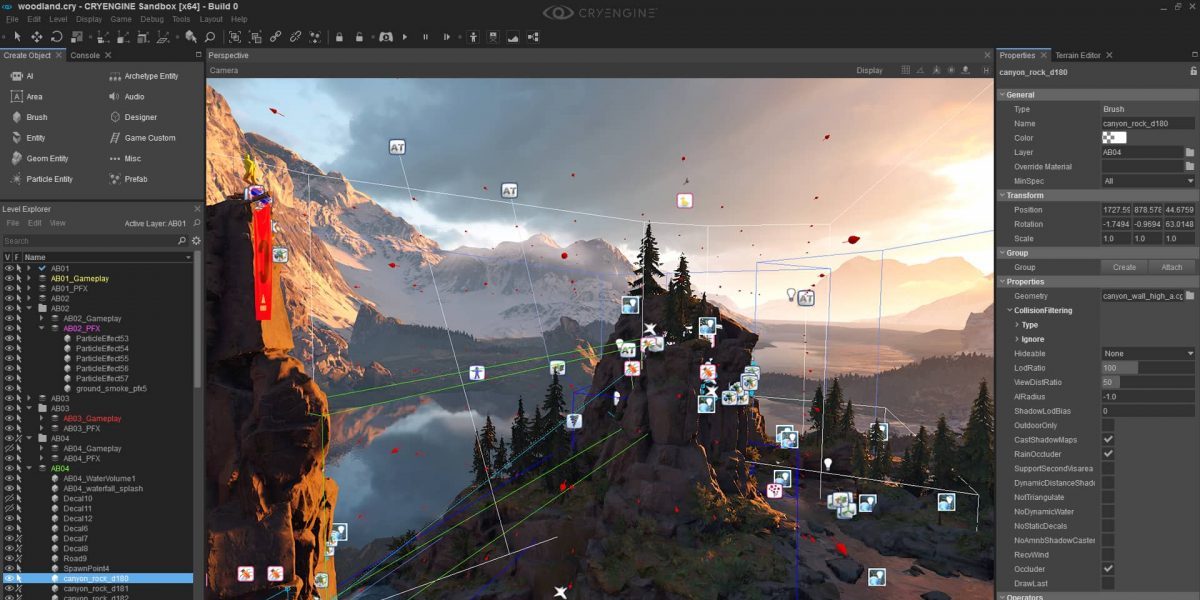 woodland.cry - CRYENGINE Sandbox [x64] - Build 0
CRYENGINE
File Edit Level Display Game Debug Tools Layout Help
Create Object Console
AI Archetype Entity
Area Audio
Brush Designer
Entity Game Custom
Geom Entity Misc
Particle Entity Prefab
Level Explorer
File Edit View Active Layer: AB01
Search
V F Name
AB01
AB01_Gameplay
AB01_PFX
AB02
AB02
AB02_Gameplay
AB02_PFX
ParticleEffect53
ParticleEffect54
ParticleEffect55
ParticleEffect56
ParticleEffect57
ground_smoke_pfx5
AB03
AB03
AB03_Gameplay
AB03_PFX
AB04
AB04_Gameplay
AB04_PFX
AB04
AB04_WaterVolume1
AB04_waterfall_splash
Decal10
Decal11
Decal12
Decal6
Decal7
Decal8
Road9
SpawnPoint4
canyon_rock_d180
canyon_rock_d181
canyon_rock_d182
Perspective
Camera Display
AT
AT
AT
AT
Properties Terrain Editor
canyon_rock_d180
General
Type Brush
Name canyon_rock_d180
Color
Layer AB04
Override Material
MinSpec All
Transform
Position 1727.59 878.578 44.6759
Rotation -1.7494 -0.9694 63.0148
Scale 1.0 1.0 1.0
Group
Group Create Attach
Properties
Geometry canyon_wall_high_a.cg
CollisionFiltering
Type
Ignore
Hideable None
LodRatio 100
ViewDistRatio 50
AIRadius -1.0
ShadowLodBias 0
OutdoorOnly
CastShadowMaps
RainOccluder
SupportSecondVisarea
DynamicDistanceShado
NotTriangulate
NoDynamicWater
NoStaticDecals
NoAmnbShadowCaster
RecvWind
Occluder
DrawLast
Operators